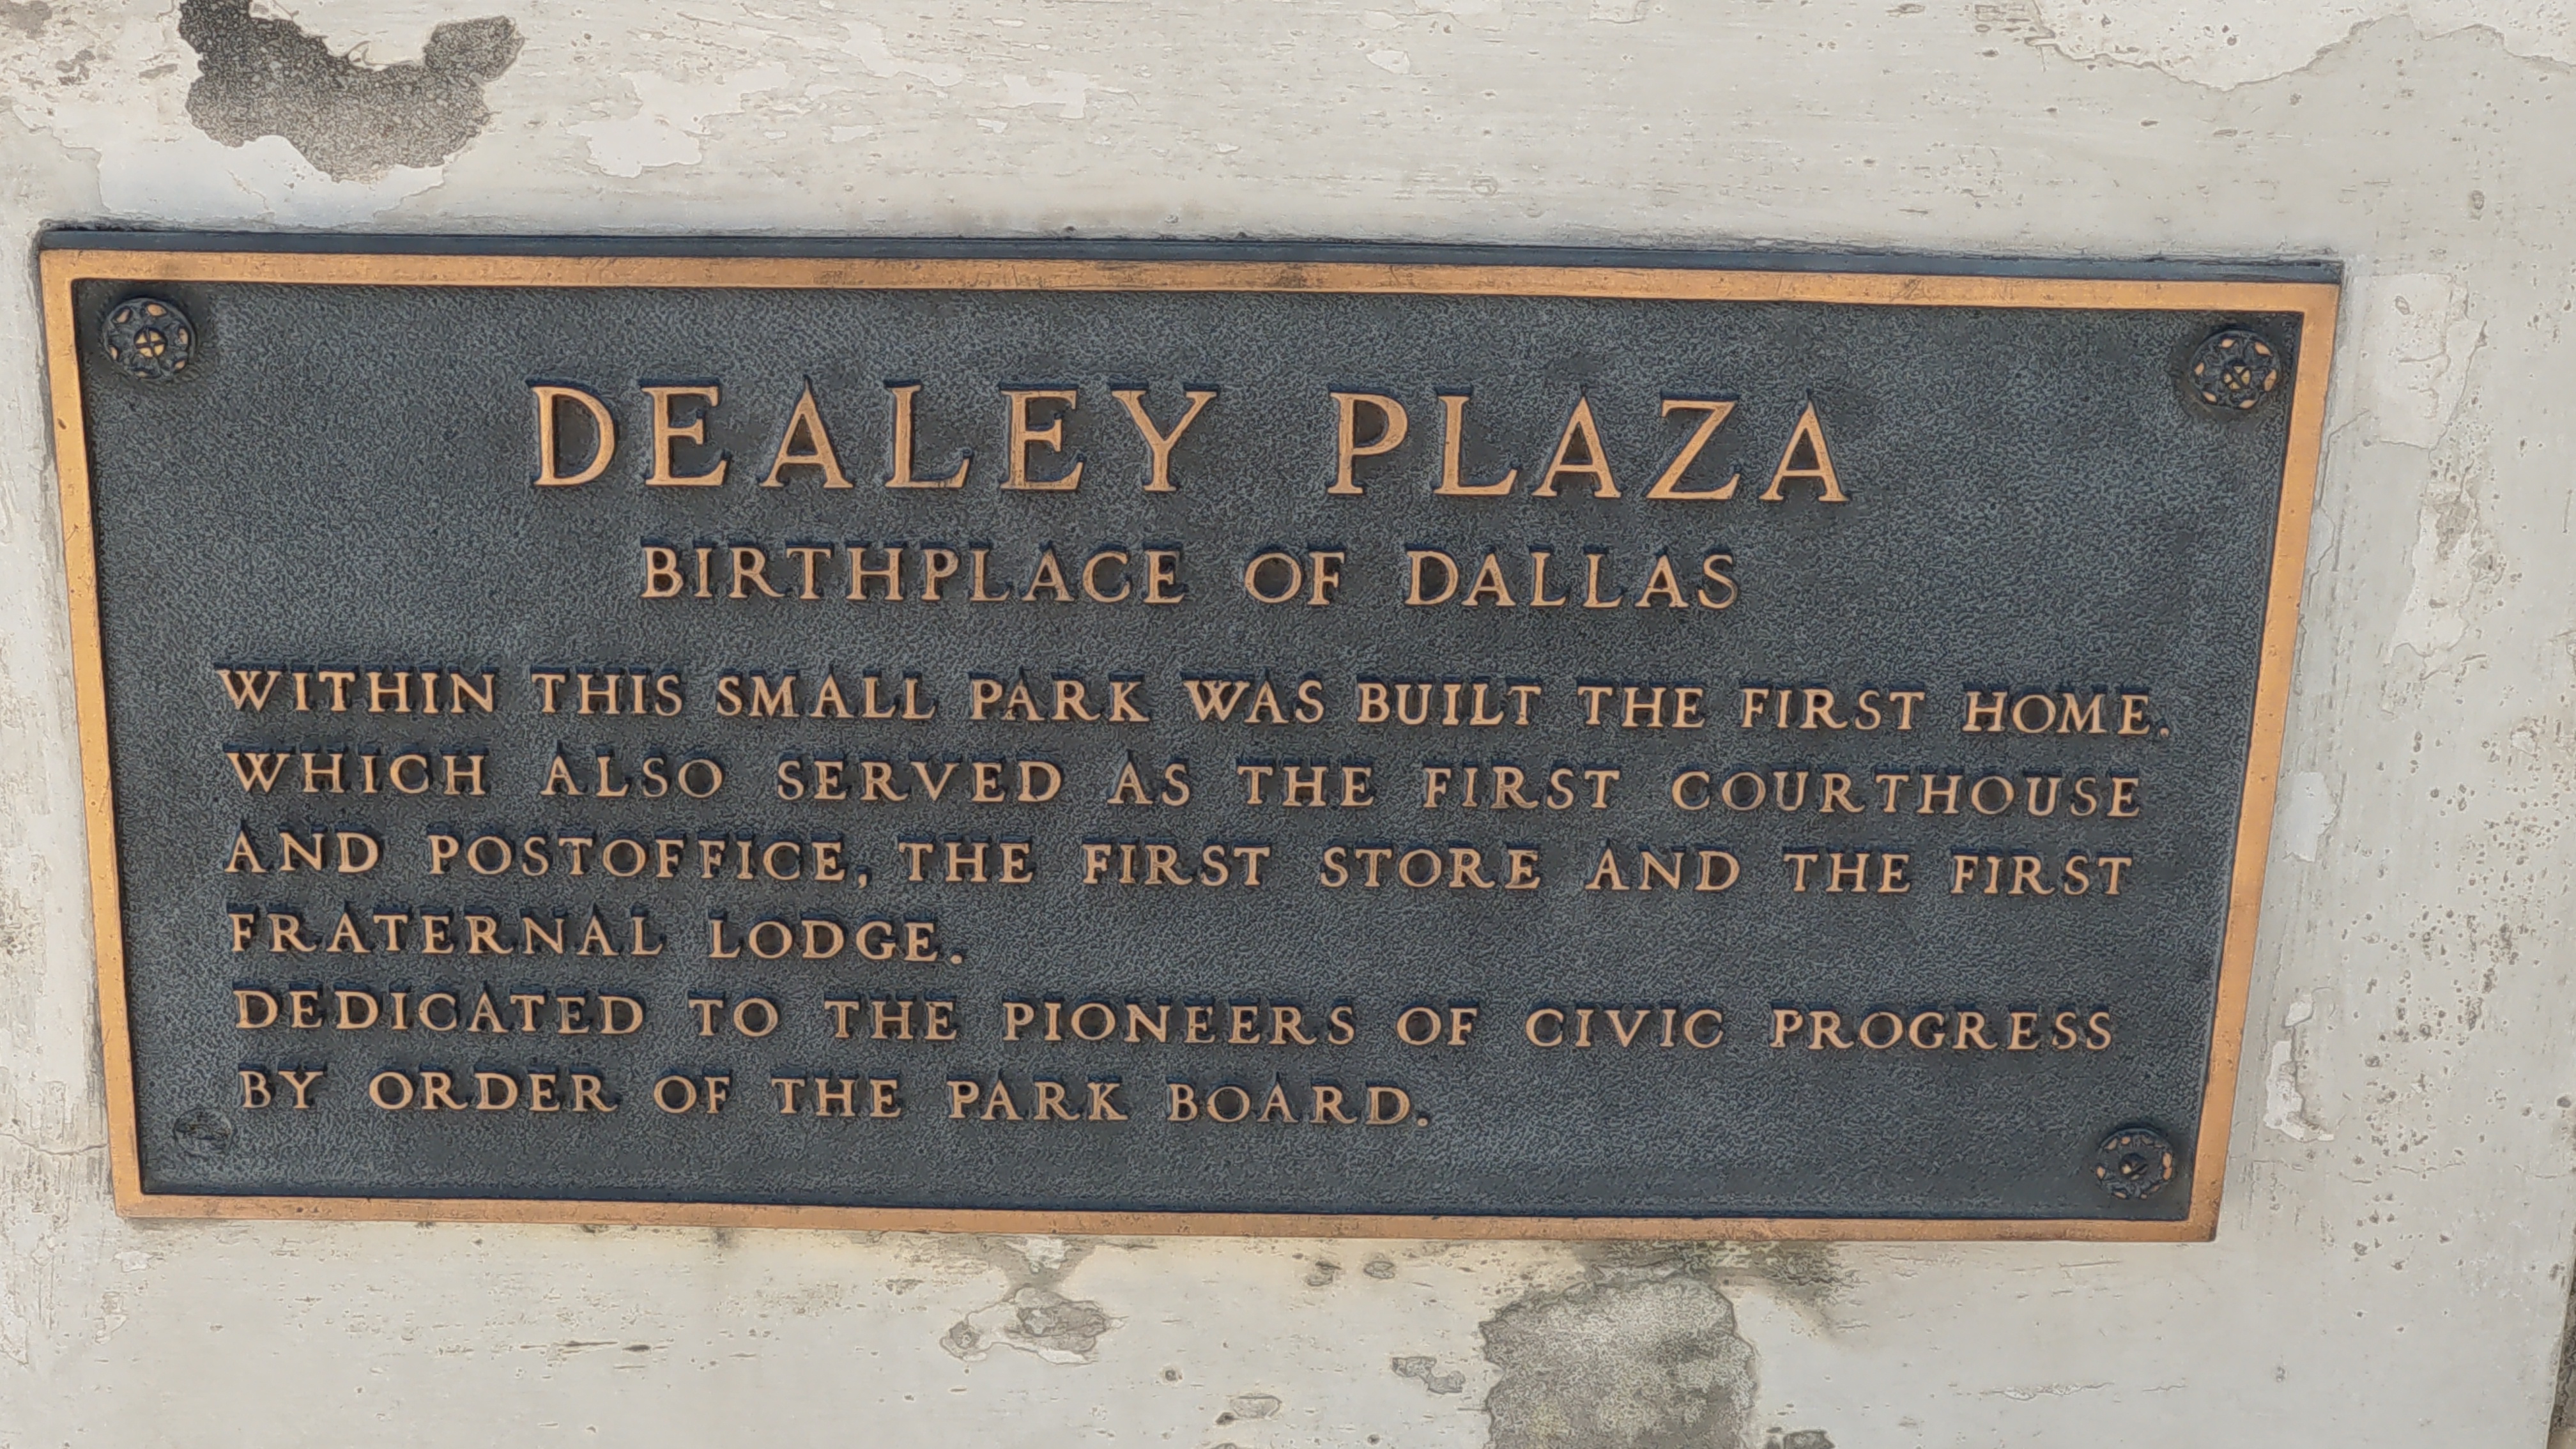 DEALEY PLAZA
BIRTHPLACE OF DALLAS
WITHIN THIS SMALL PARK WAS BUILT THE FIRST HOME,
WHICH ALSO SERVED AS THE FIRST COURTHOUSE
AND POSTOFFICE, THE FIRST STORE AND THE FIRST
FRATERNAL LODGE.
DEDICATED TO THE PIONEERS OF CIVIC PROGRESS
BY ORDER OF THE PARK BOARD.